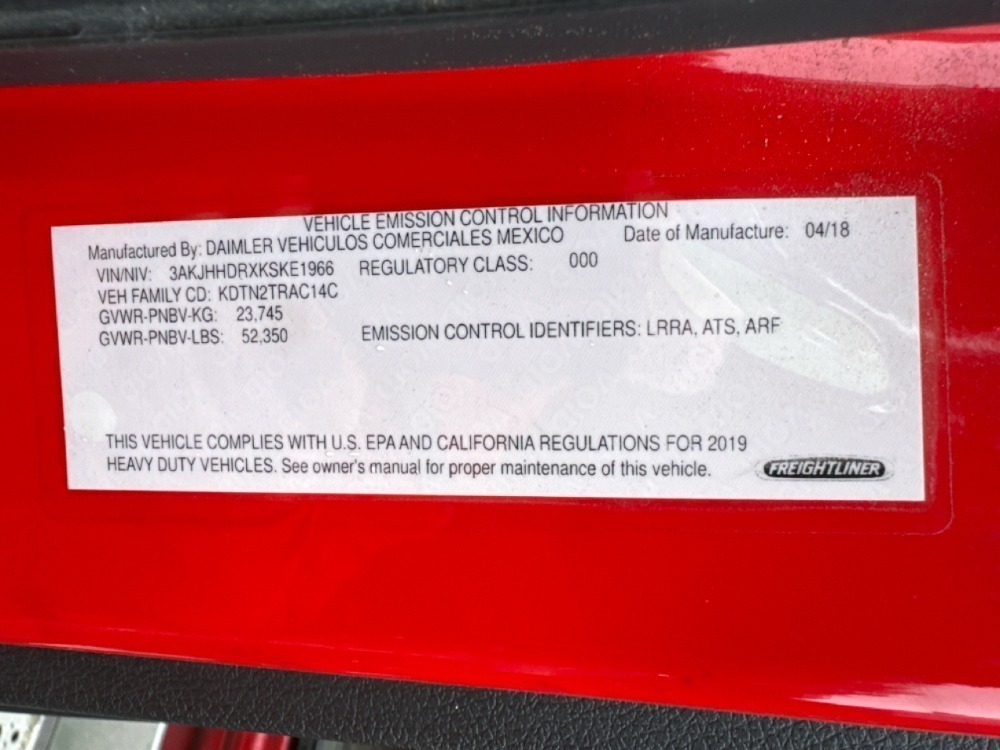 VEHICLE EMISSION CONTROL INFORMATION
Manufactured By: DAIMLER VEHICULOS COMERCIALES MEXICO Date of Manufacture: 04/18
VIN/NIV: 3AKJHHDRXKSKE1966 REGULATORY CLASS: 000
VEH FAMILY CD: KDTN2TRAC14C
GVWR-PNBV-KG: 23,745
GVWR-PNBV-LBS: 52,350 EMISSION CONTROL IDENTIFIERS: LRRA, ATS, ARF
THIS VEHICLE COMPLIES WITH U.S. EPA AND CALIFORNIA REGULATIONS FOR 2019
HEAVY DUTY VEHICLES. See owner's manual for proper maintenance of this vehicle.
FREIGHTLINER